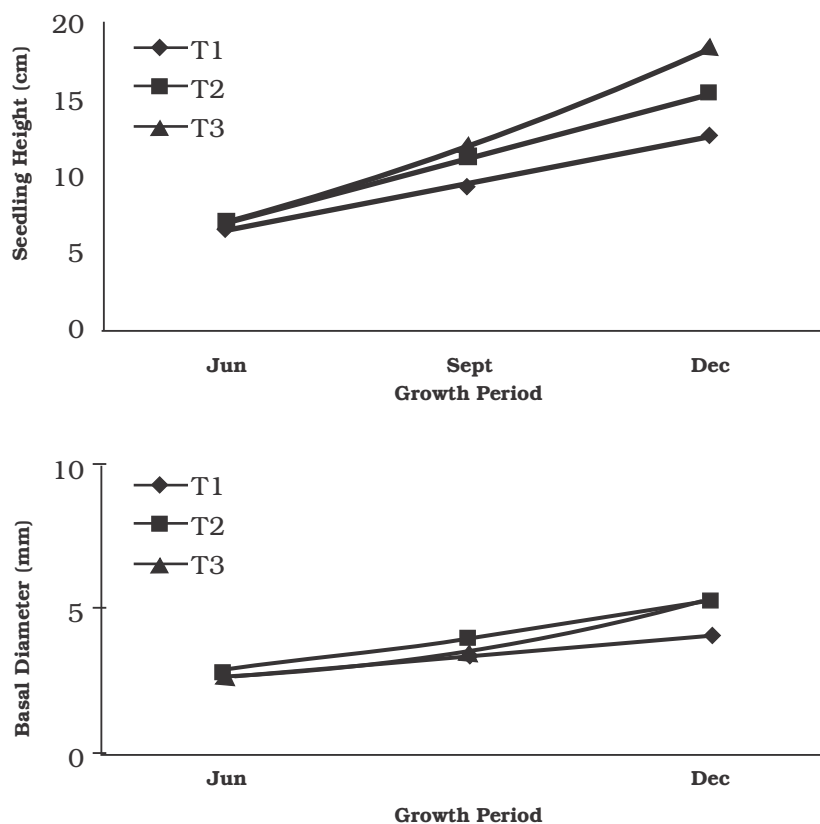 20
15
10
5
0
Seedling Height (cm)
T1
T2
T3
Jun Sept Dec
Growth Period
10
5
0
Basal Diameter (mm)
T1
T2
T3
Jun Dec
Growth Period